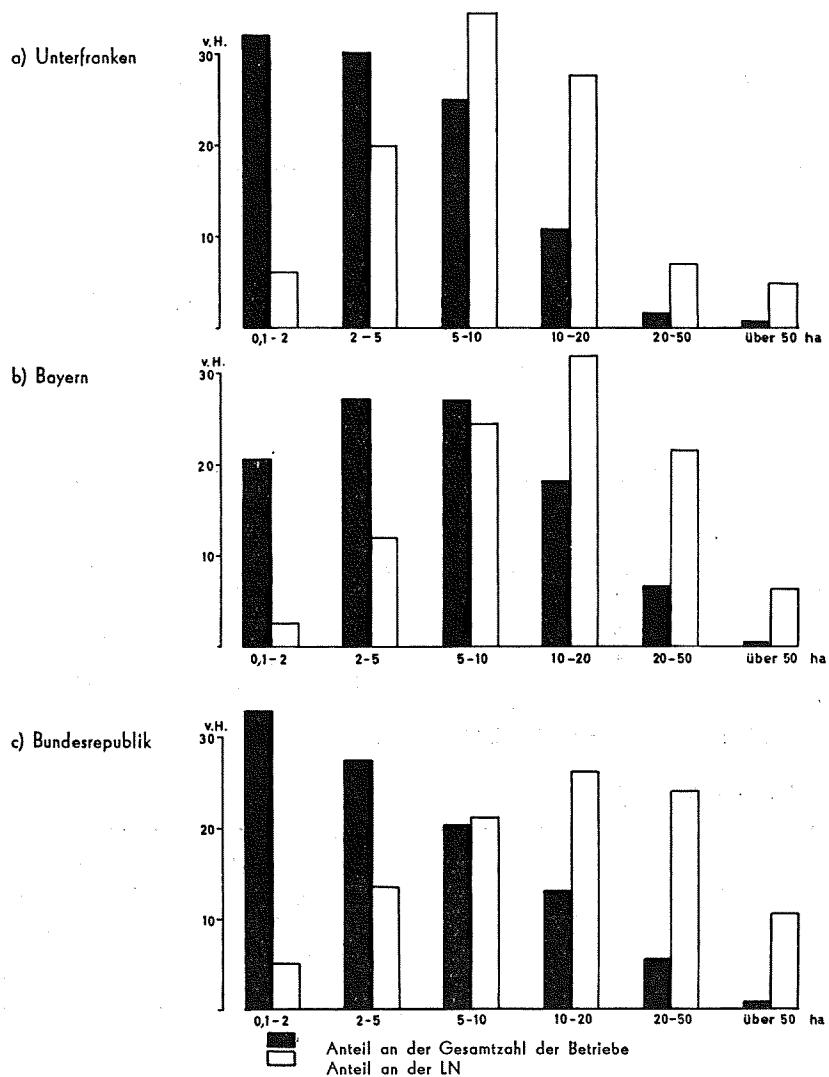 a) Unterfranken
v.H.
30
20
10
0,1-2 2-5 5-10 10-20 20-50 über 50 ha
b) Bayern
v.H.
30
20
10
0,1-2 2-5 5-10 10-20 20-50 über 50 ha
c) Bundesrepublik
v.H.
30
20
10
0,1-2 2-5 5-10 10-20 20-50 über 50 ha
Anteil an der Gesamtzahl der Betriebe
Anteil an der LN